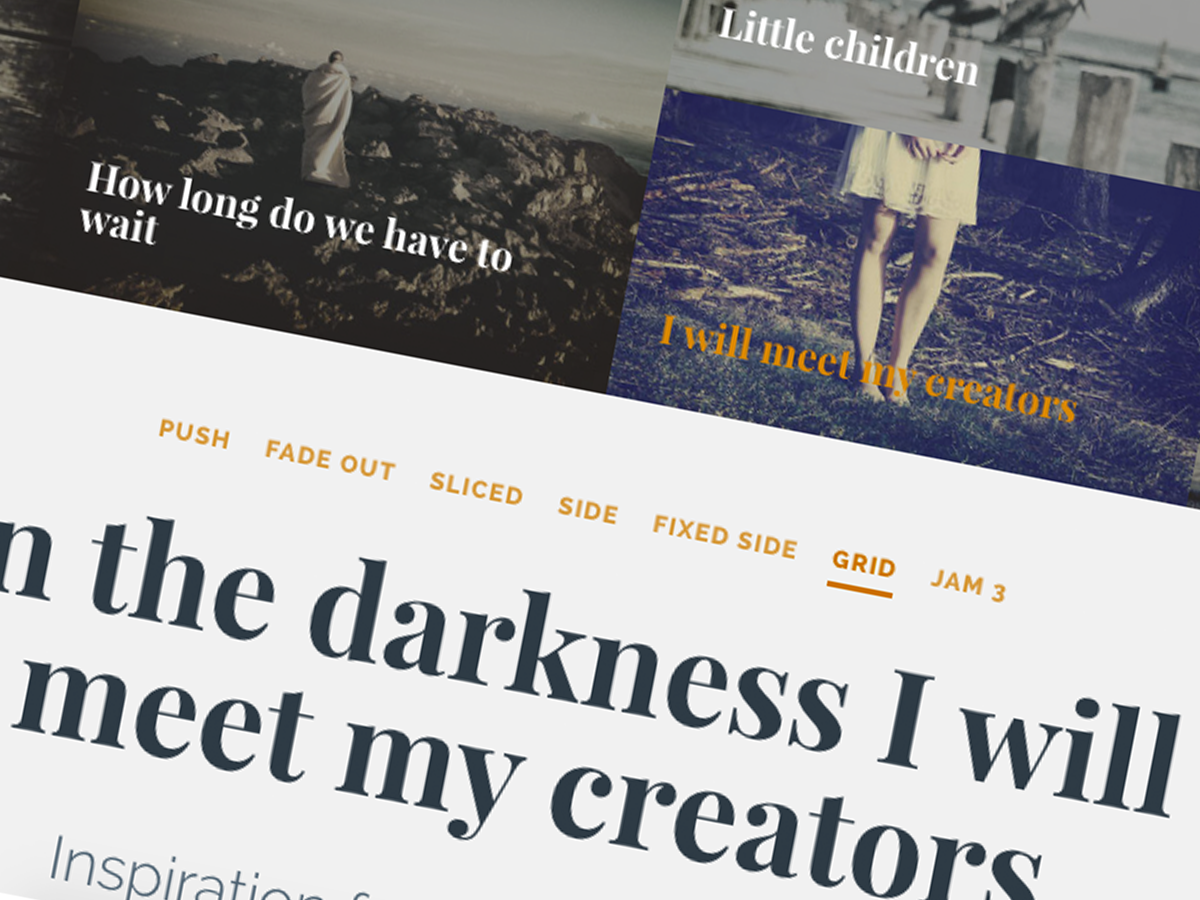 Little children
How long do we have to
wait
I will meet my creators
PUSH FADE OUT SLICED SIDE FIXED SIDE GRID JAM 3
n the darkness I will
meet my creators
Inspiration f